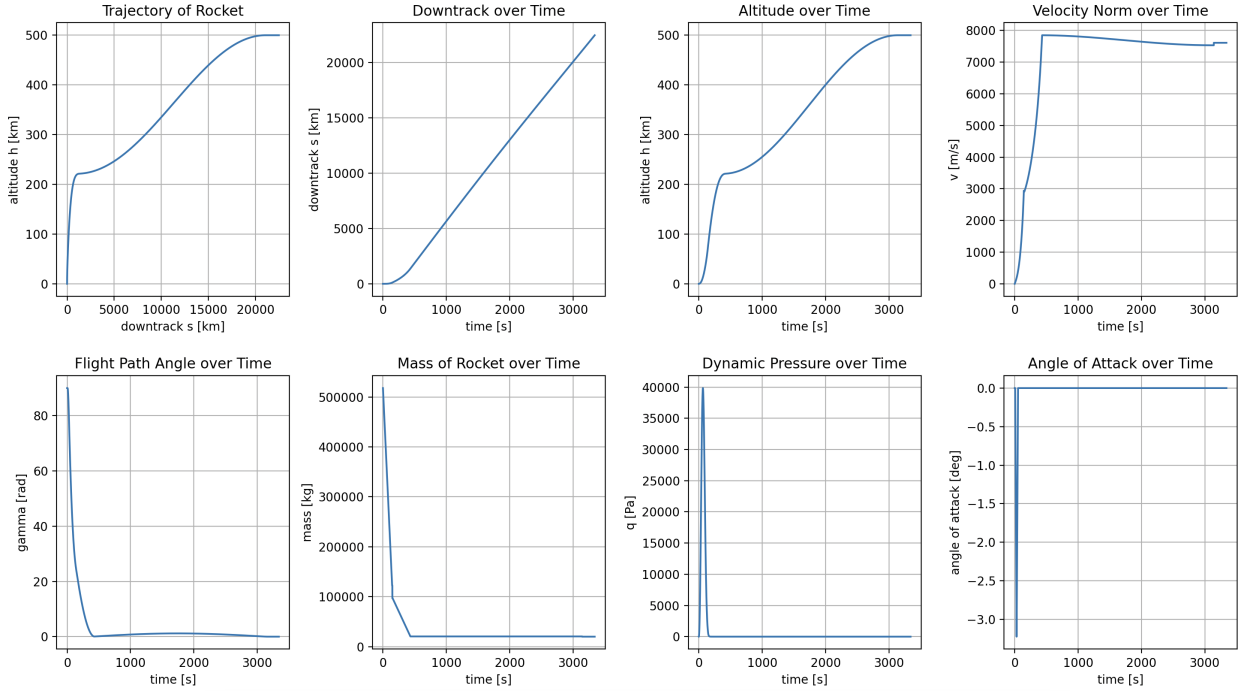 Trajectory of Rocket
500
400
300
200
100
0
altitude h [km]
0 5000 10000 15000 20000
downtrack s [km]
Downtrack over Time
20000
15000
10000
5000
0
downtrack s [km]
0 1000 2000 3000
time [s]
Altitude over Time
500
400
300
200
100
0
altitude h [km]
0 1000 2000 3000
time [s]
Velocity Norm over Time
8000
7000
6000
5000
4000
3000
2000
1000
0
v [m/s]
0 1000 2000 3000
time [s]
Flight Path Angle over Time
80
60
40
20
0
gamma [rad]
0 1000 2000 3000
time [s]
Mass of Rocket over Time
500000
400000
300000
200000
100000
0
mass [kg]
0 1000 2000 3000
time [s]
Dynamic Pressure over Time
40000
35000
30000
25000
20000
15000
10000
5000
0
q [Pa]
0 1000 2000 3000
time [s]
Angle of Attack over Time
0.0
−0.5
−1.0
−1.5
−2.0
−2.5
−3.0
angle of attack [deg]
0 1000 2000 3000
time [s]